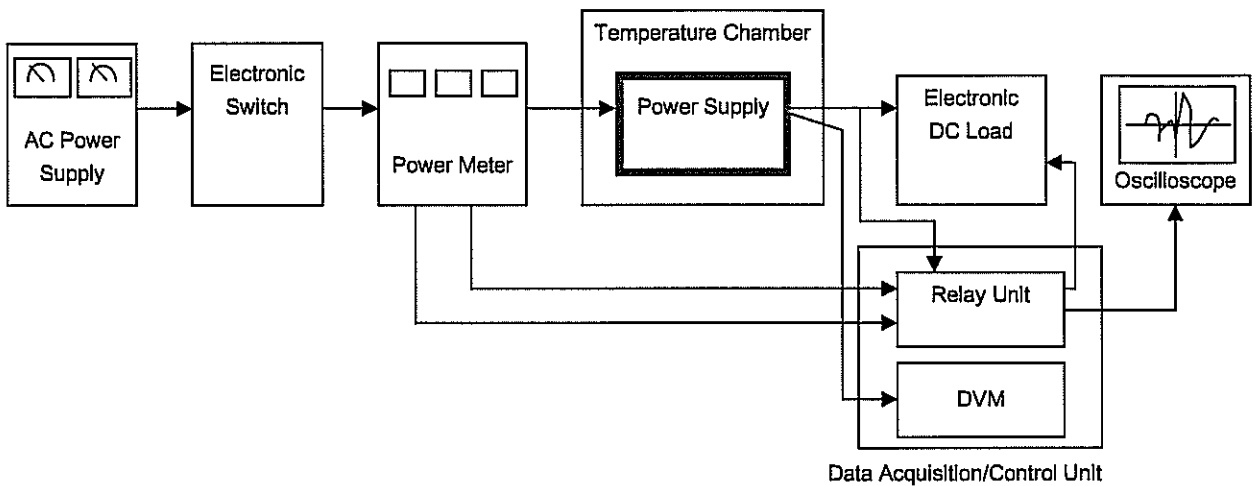 Temperature Chamber
AC Power
Supply
Electronic
Switch
Power Meter
Power Supply
Electronic
DC Load
Oscilloscope
Relay Unit
DVM
Data Acquisition/Control Unit